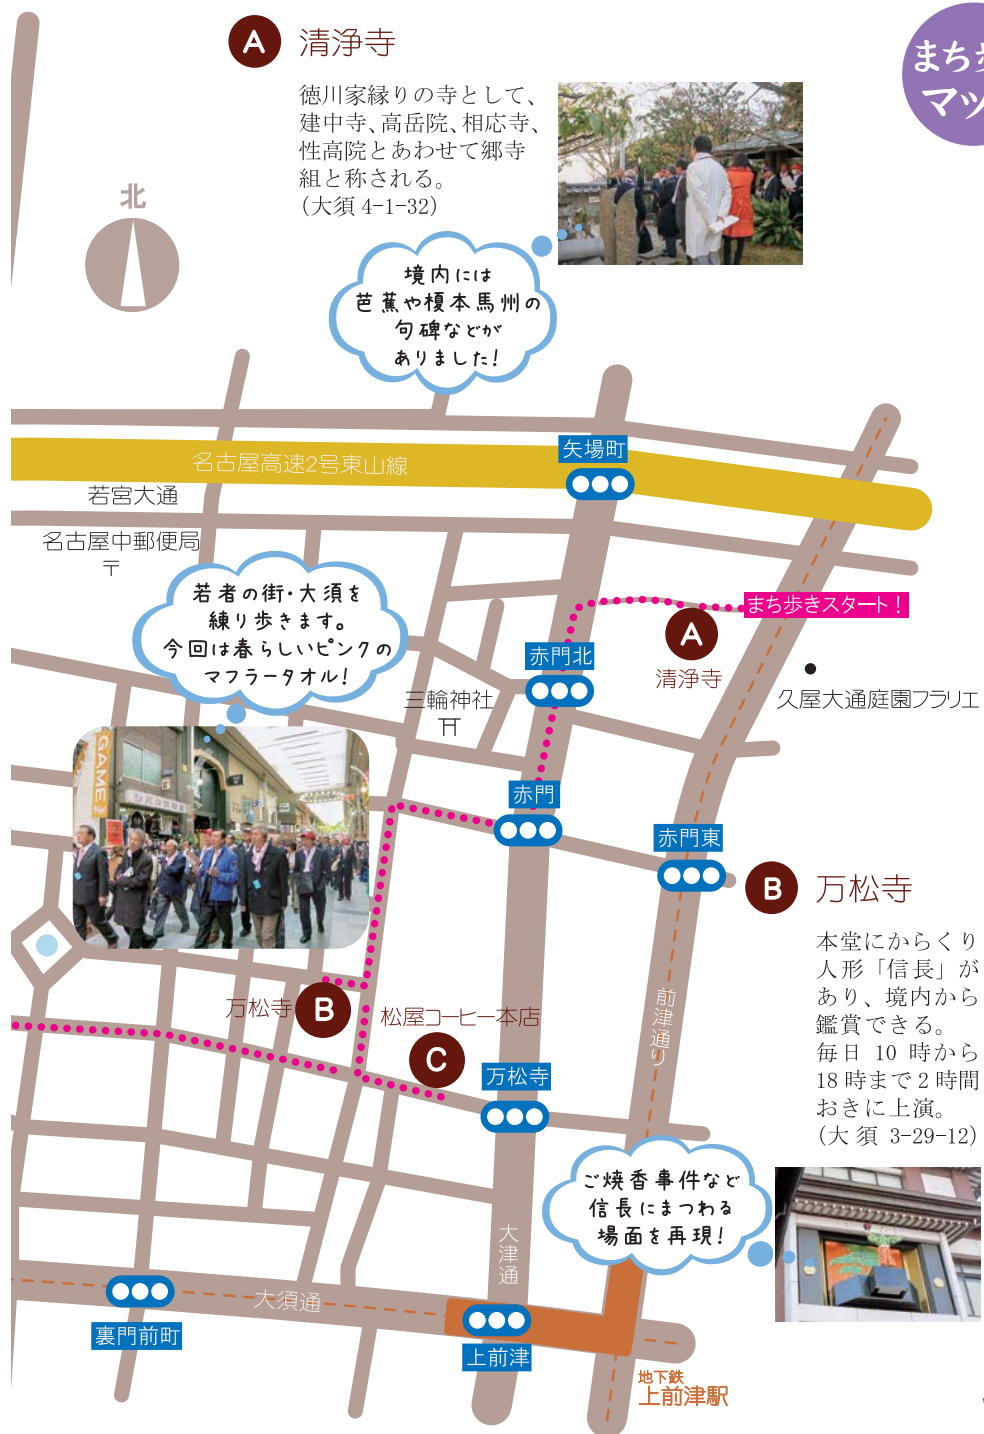 A 清浄寺
徳川家縁りの寺として、
建中寺、高岳院、相応寺、
性高院とあわせて郷寺
組と称される。
（大須 4-1-32）
まち歩
マッ
北
境内には
芭蕉や榎本馬州の
句碑などが
ありました！
矢場町
名古屋高速2号東山線
若宮大通
名古屋中郵便局
〒
若者の街・大須を
練り歩きます。
今回は春らしいピンクの
マフラータオル！
まち歩きスタート！
A
清浄寺
赤門北
久屋大通庭園フラリエ
三輪神社
GAME
赤門
赤門東
B 万松寺
本堂にからくり
人形「信長」が
あり、境内から
鑑賞できる。
毎日 10 時から
18 時まで 2 時間
おきに上演。
（大須 3-29-12）
前津通り
万松寺
B
松屋コーヒー本店
C
万松寺
ご焼香事件など
信長にまつわる
場面を再現！
大津通
大須通
裏門前町
上前津
地下鉄
上前津駅